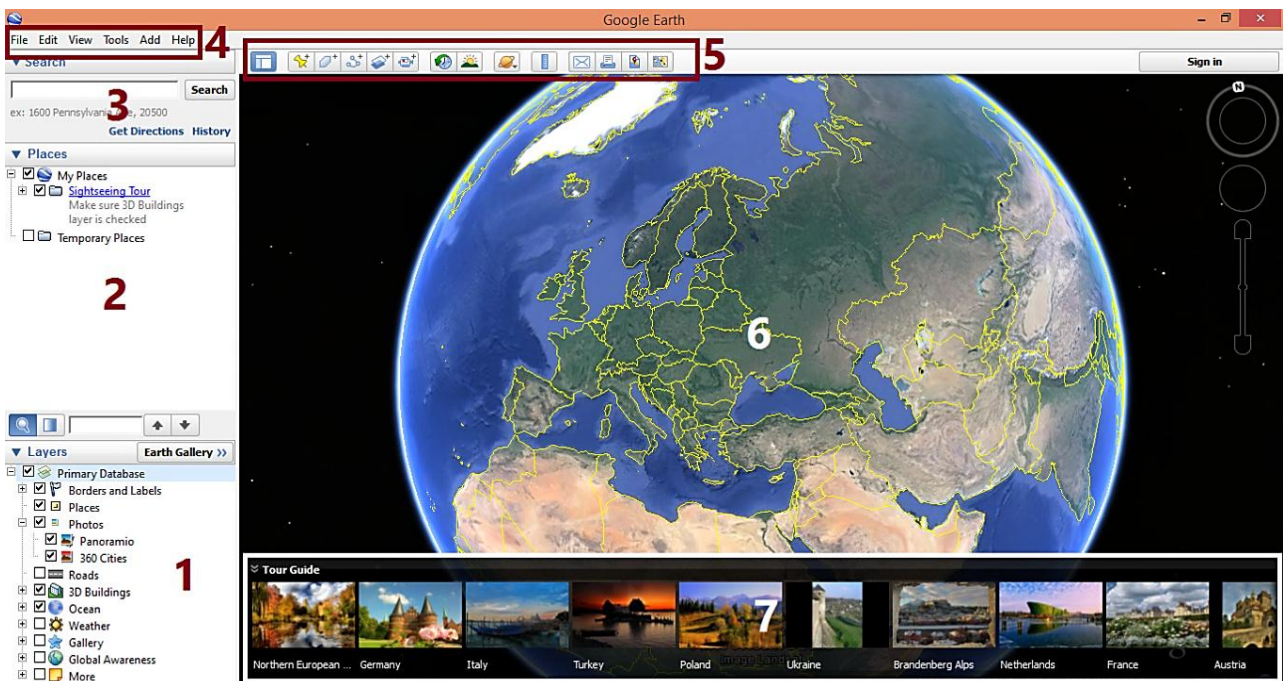 Google Earth
File Edit View Tools Add Help
4
5
Sign in
Search
Search
3
ex: 1600 Pennsylvania Ave, 20500
Get Directions History
N
Places
My Places
Sightseeing Tour
Make sure 3D Buildings
layer is checked
Temporary Places
2
6
Layers
Earth Gallery >>
Primary Database
Borders and Labels
Places
Photos
Panoramio
360 Cities
Roads
1
3D Buildings
Ocean
Weather
Gallery
Global Awareness
More
Tour Guide
7
Northern European ... Germany Italy Turkey Poland Ukraine Brandenberg Alps Netherlands France Austria